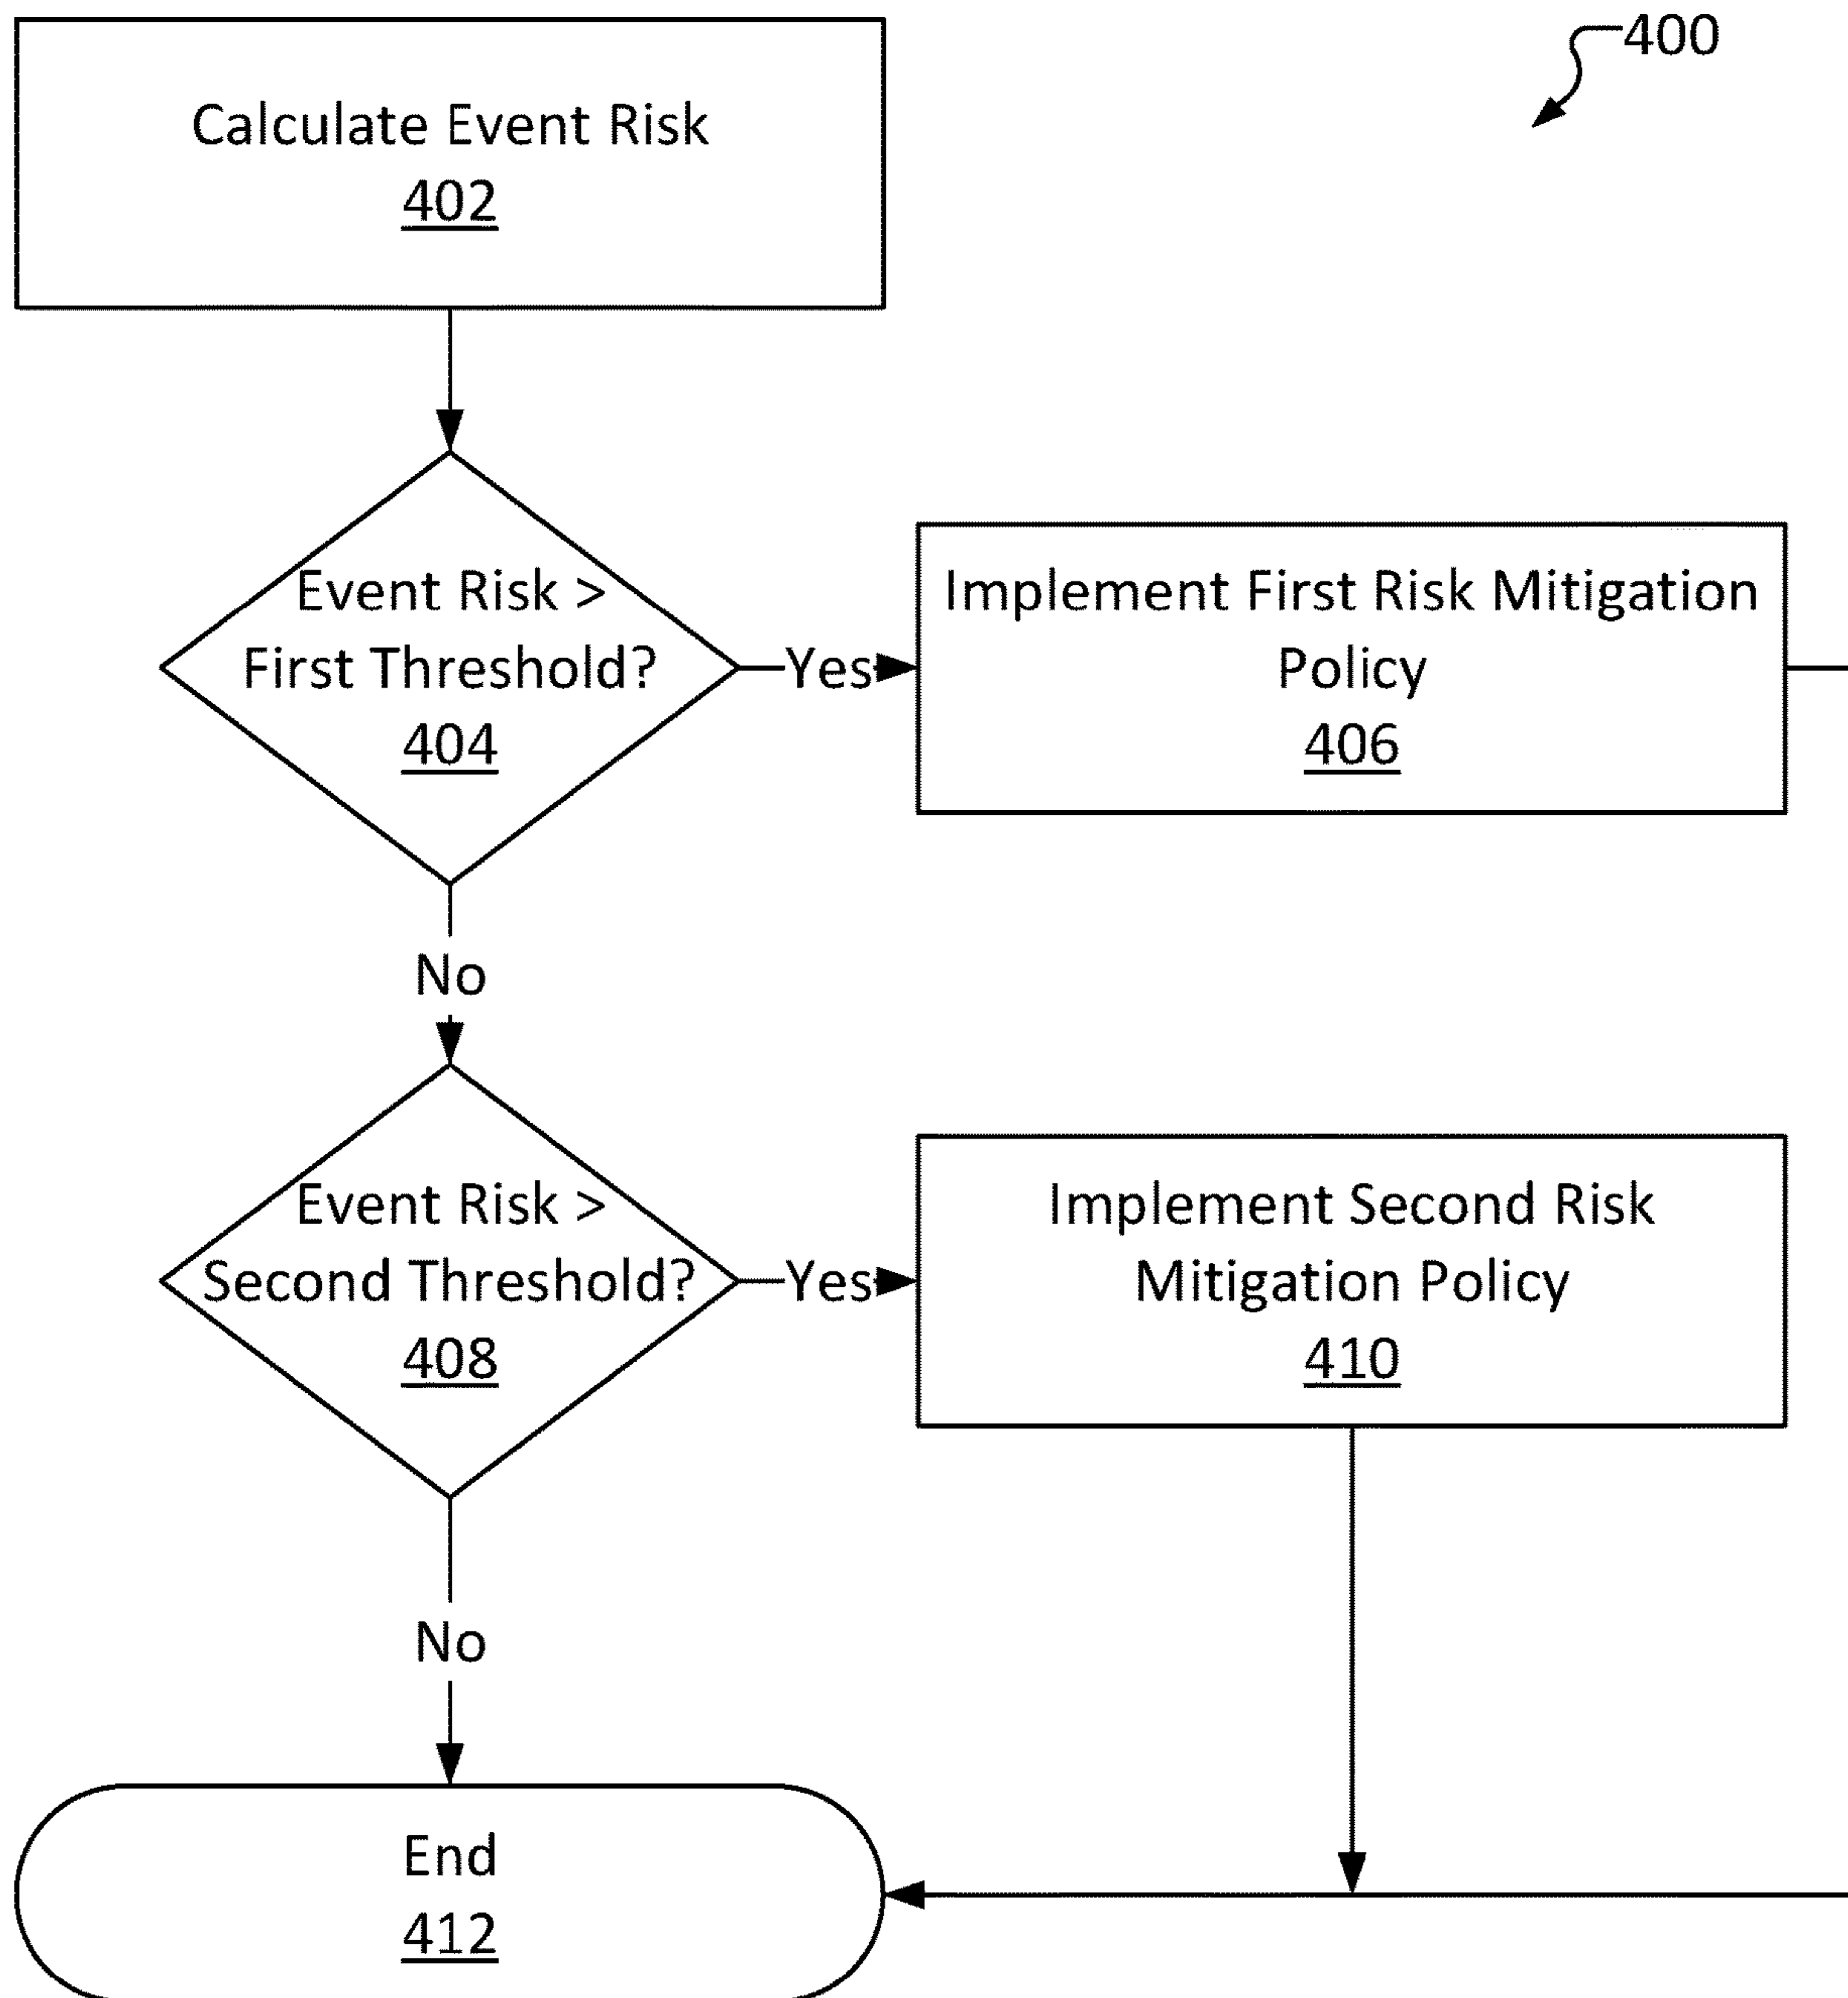 400
Calculate Event Risk
402
Event Risk >
First Threshold?
404
Yes
Implement First Risk Mitigation
Policy
406
No
Event Risk >
Second Threshold?
408
Yes
Implement Second Risk
Mitigation Policy
410
No
End
412